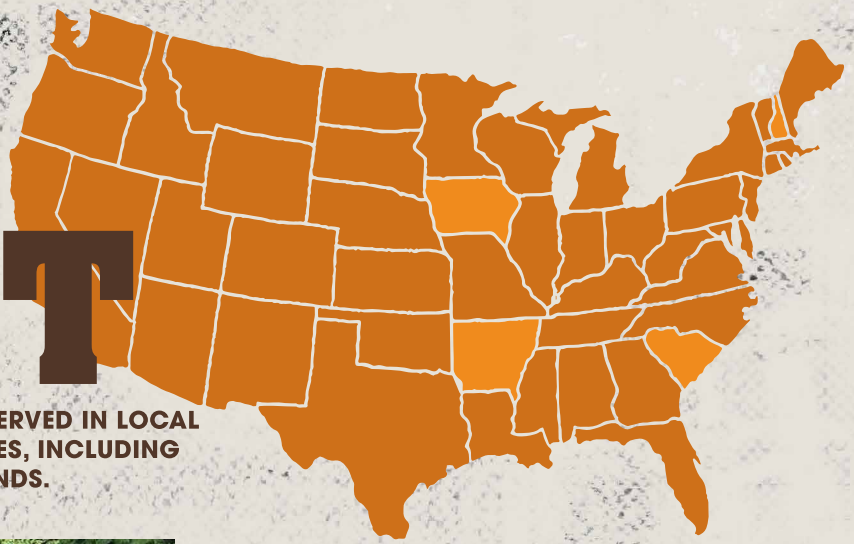 T
ERVED IN LOCAL
ES, INCLUDING
NDS.